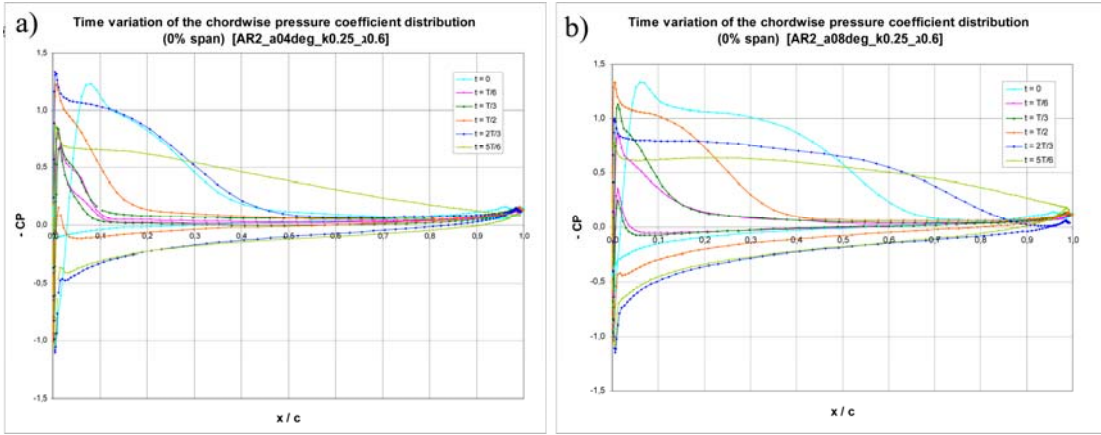 a)
Time variation of the chordwise pressure coefficient distribution
(0% span) [AR2_a04deg_k0.25_λ0.6]
1,5
1,0
0,5
0,0
-0,5
-1,0
-1,5
- CP
0,0 0,1 0,2 0,3 0,4 0,5 0,6 0,7 0,8 0,9 1,0
x / c
t = 0
t = T/6
t = T/3
t = T/2
t = 2T/3
t = 5T/6
b)
Time variation of the chordwise pressure coefficient distribution
(0% span) [AR2_a08deg_k0.25_λ0.6]
1,5
1,0
0,5
0,0
-0,5
-1,0
-1,5
- CP
0,0 0,1 0,2 0,3 0,4 0,5 0,6 0,7 0,8 0,9 1,0
x / c
t = 0
t = T/6
t = T/3
t = T/2
t = 2T/3
t = 5T/6